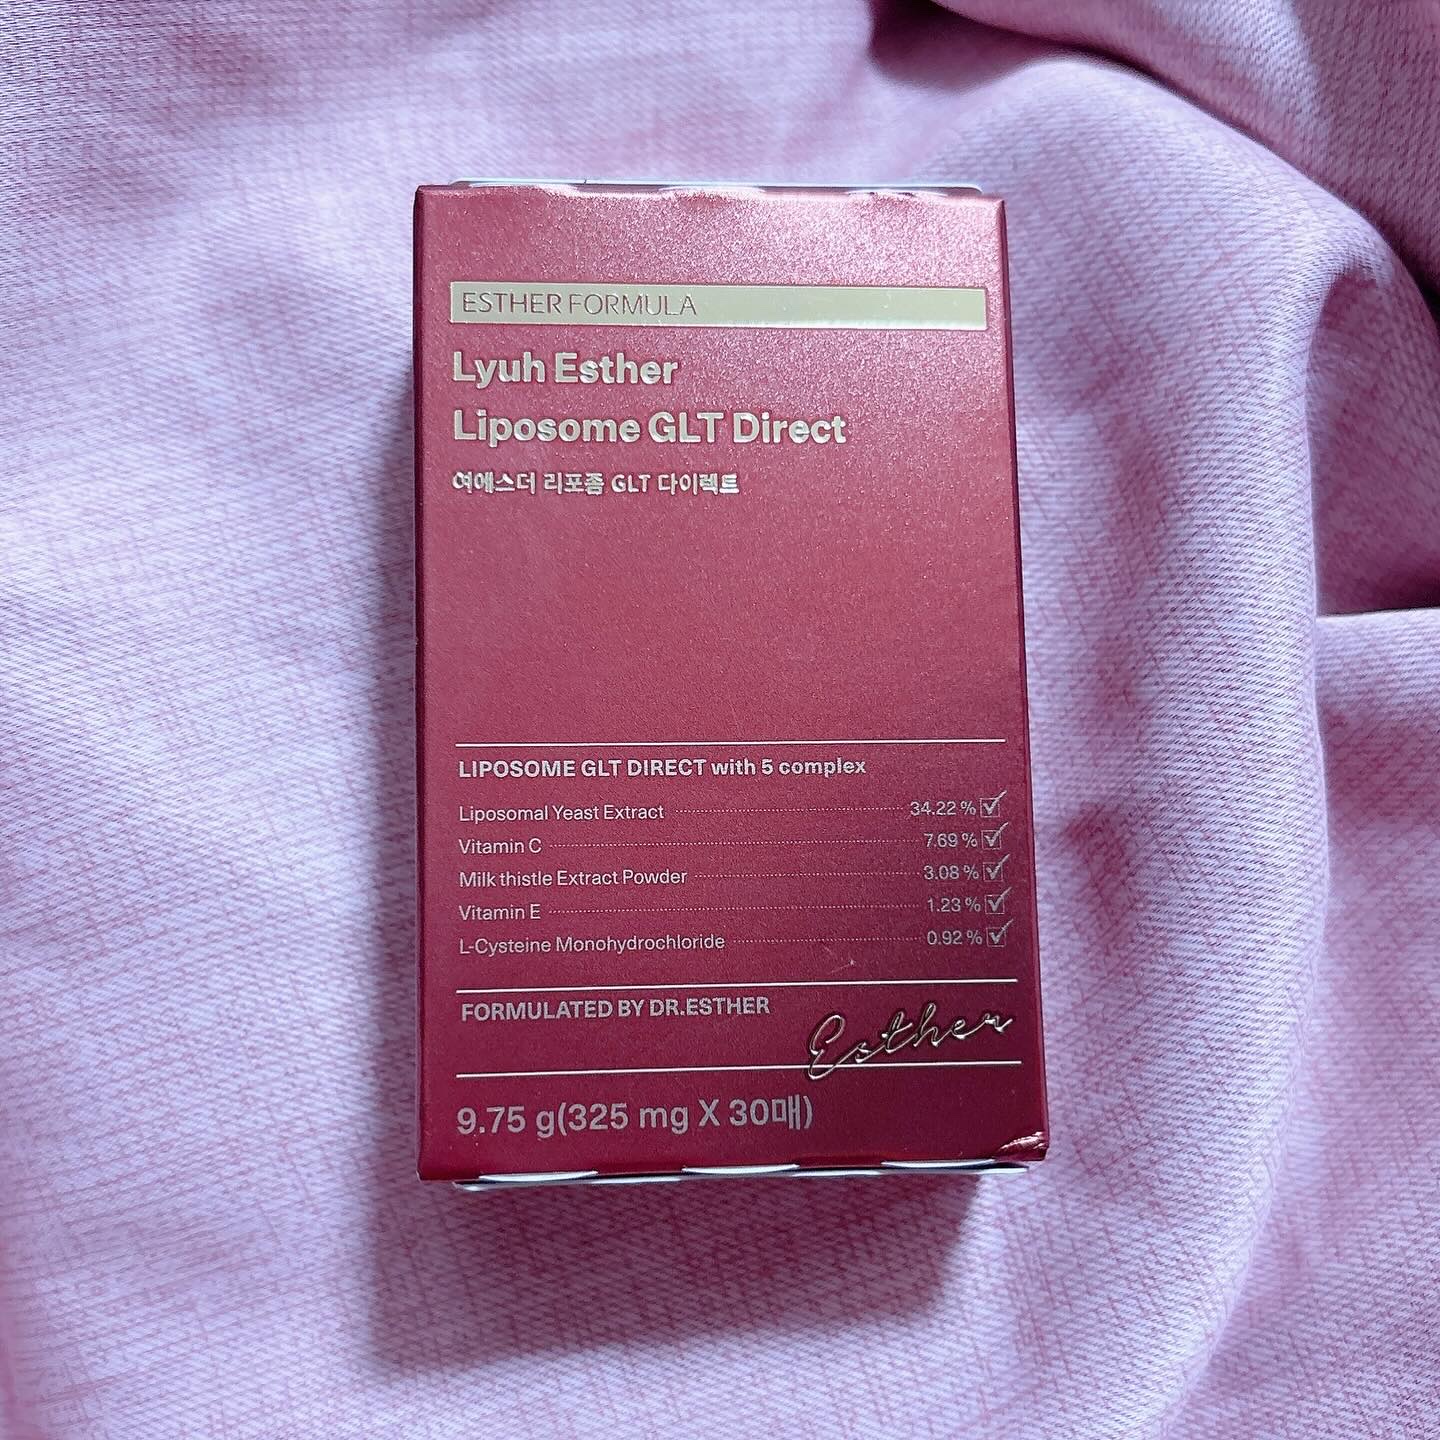 ESTHER FORMULA
Lyuh Esther
Liposome GLT Direct
여에스더 리포좀 GLT 다이렉트
LIPOSOME GLT DIRECT with 5 complex
Liposomal Yeast Extract 34.22 %
Vitamin C 7.69 %
Milk thistle Extract Powder 3.08 %
Vitamin E 1.23 %
L-Cysteine Monohydrochloride 0.92 %
FORMULATED BY DR.ESTHER
Esther
9.75 g(325 mg X 30매)